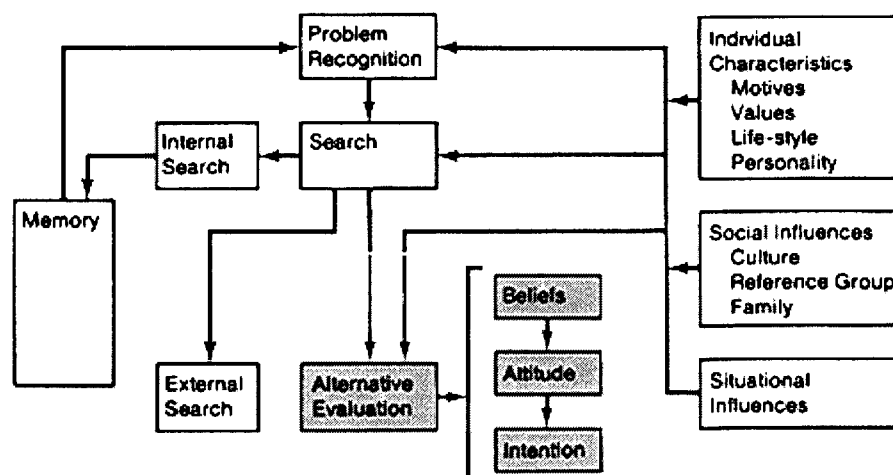 Problem
Recognition
Individual
Characteristics
Motives
Values
Life-style
Personality
Internal
Search
Search
Memory
Social Influences
Culture
Reference Group
Family
Beliefs
External
Search
Alternative
Evaluation
Attitude
Situational
Influences
Intention